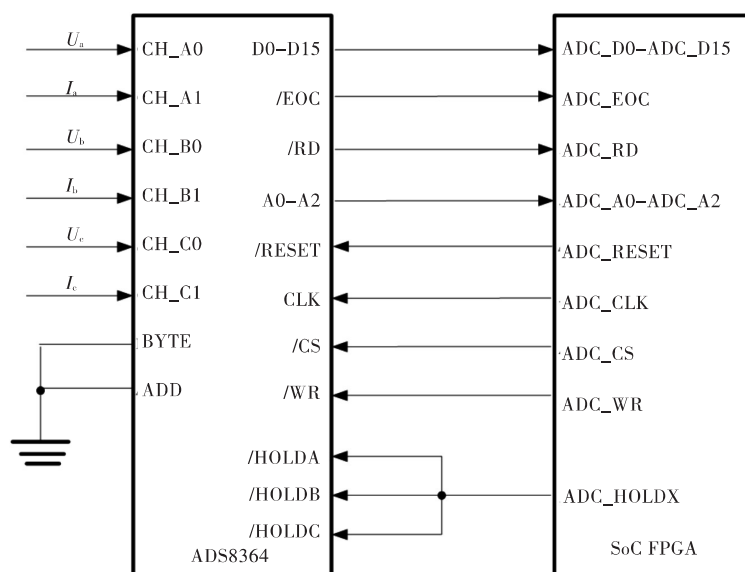 Ua CH_A0 D0-D15 ADC_D0-ADC_D15
Ia CH_A1 /EOC ADC_EOC
Ub CH_B0 /RD ADC_RD
Ib CH_B1 A0-A2 ADC_A0-ADC_A2
Uc CH_C0 /RESET ADC_RESET
Ic CH_C1 CLK ADC_CLK
BYTE /CS ADC_CS
ADD /WR ADC_WR
/HOLDA
/HOLDB ADC_HOLDX
/HOLDC
ADS8364 SoC FPGA